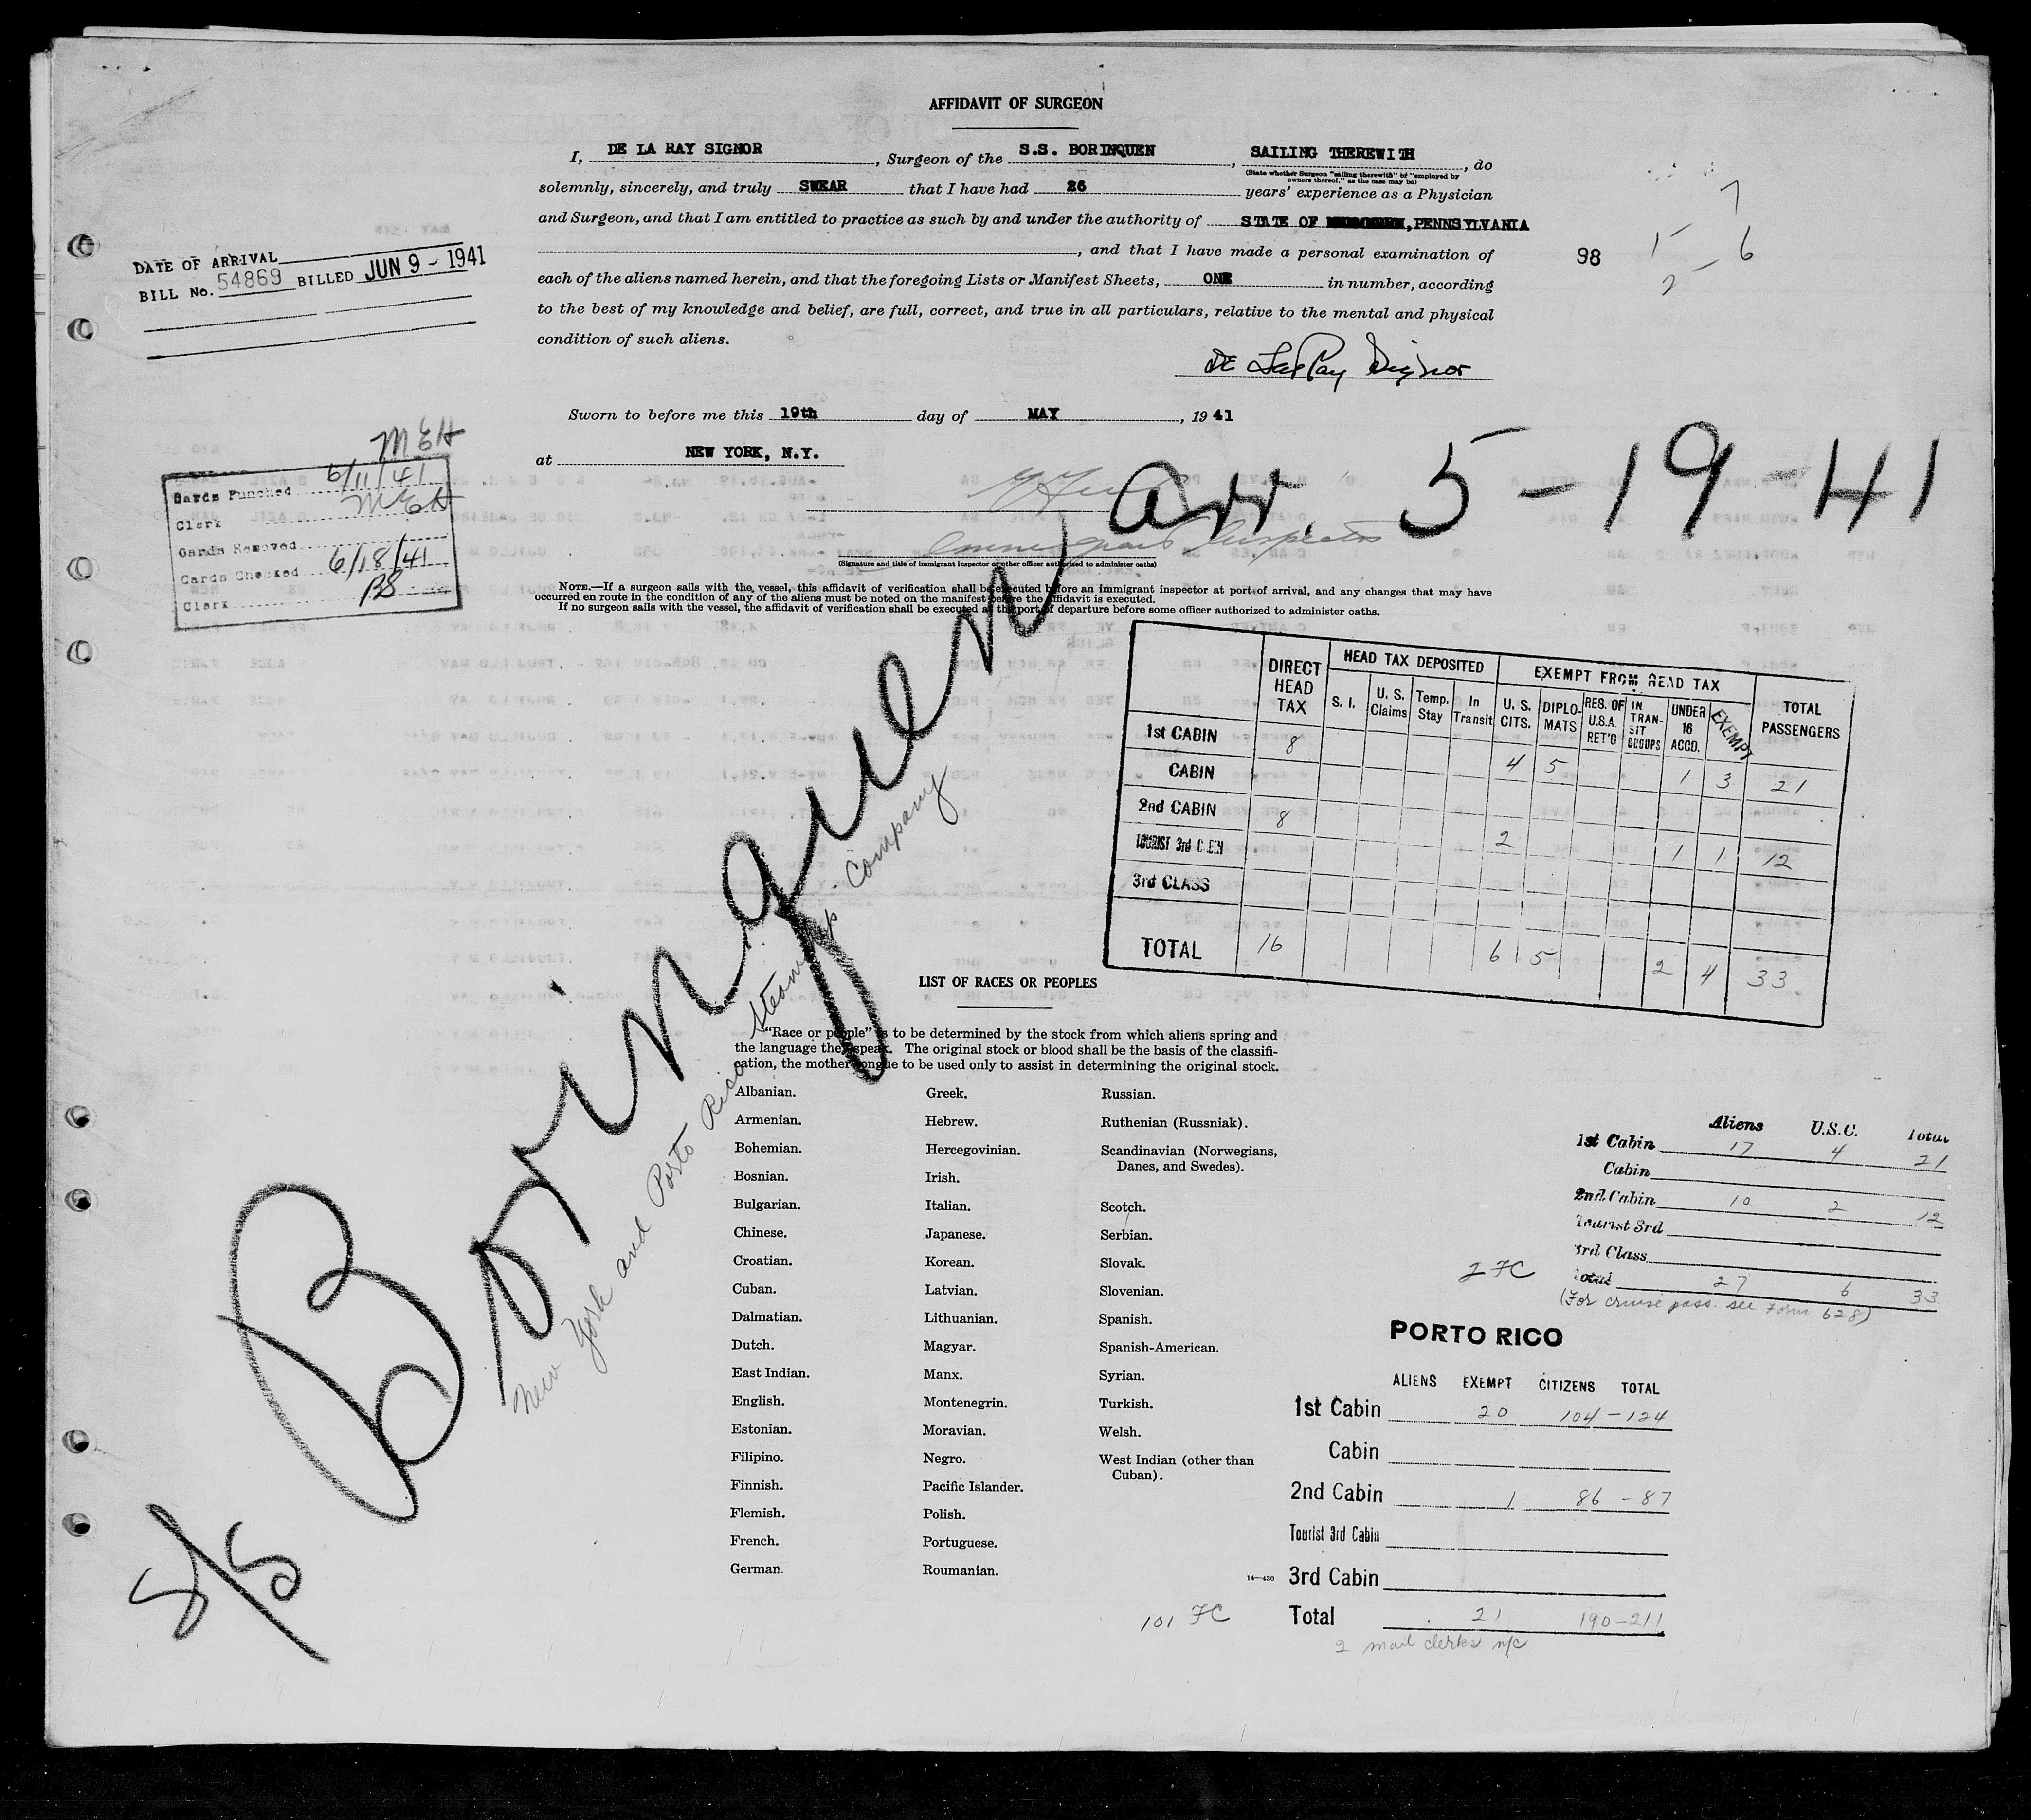 AFFIDAVIT OF SURGEON
I, DE LA RAY SIGNOR, Surgeon of the S.S. BORINQUEN, SAILING THEREWITH, do
(State whether Surgeon "sailing therewith" or "employed by
owners thereof," as the case may be)
solemnly, sincerely, and truly SWEAR that I have had 26 years' experience as a Physician
and Surgeon, and that I am entitled to practice as such by and under the authority of STATE OF PENNSYLVANIA
, and that I have made a personal examination of
each of the aliens named herein, and that the foregoing Lists or Manifest Sheets, ONE in number, according
to the best of my knowledge and belief, are full, correct, and true in all particulars, relative to the mental and physical
condition of such aliens.
De LaRay Signor
Sworn to before me this 19th day of MAY, 1941
at NEW YORK, N.Y.
Immigrant Inspector
(Signature and title of immigrant inspector or other officer authorized to administer oaths)
NOTE.—If a surgeon sails with the vessel, this affidavit of verification shall be executed before an immigrant inspector at port of arrival, and any changes that may have
occurred en route in the condition of any of the aliens must be noted on the manifest before the affidavit is executed.
If no surgeon sails with the vessel, the affidavit of verification shall be executed at the port of departure before some officer authorized to administer oaths.
98
7
1 - 6
2
DATE OF ARRIVAL
BILL No. 54869 BILLED JUN 9 - 1941
MEH
Cards Punched 6/11/41
Clerk MEH
Cards Removed
Cards Checked 6/18/41
Clerk BS
arr. 5-19-41
S/S Borinquen
New York and Porto Rico Steamship Company
DIRECT HEAD TAX
HEAD TAX DEPOSITED
EXEMPT FROM HEAD TAX
TOTAL PASSENGERS
S. I. U. S. Claims Temp. Stay In Transit U. S. CITS. DIPLOMATS RES. OF U.S.A. RET'G IN TRANSIT GROUPS UNDER 16 ACCO. EXEMPT
1st CABIN 8 4 5 1 3 21
CABIN
2nd CABIN 8 2 1 1 12
TOURIST 3rd CABIN
3rd CLASS
TOTAL 16 6 5 2 4 33
LIST OF RACES OR PEOPLES
"Race or people" is to be determined by the stock from which aliens spring and
the language they speak. The original stock or blood shall be the basis of the classifi-
cation, the mother tongue to be used only to assist in determining the original stock.
Albanian.
Armenian.
Bohemian.
Bosnian.
Bulgarian.
Chinese.
Croatian.
Cuban.
Dalmatian.
Dutch.
East Indian.
English.
Estonian.
Filipino.
Finnish.
Flemish.
French.
German.
Greek.
Hebrew.
Hercegovinian.
Irish.
Italian.
Japanese.
Korean.
Latvian.
Lithuanian.
Magyar.
Manx.
Montenegrin.
Moravian.
Negro.
Pacific Islander.
Polish.
Portuguese.
Roumanian.
Russian.
Ruthenian (Russniak).
Scandinavian (Norwegians,
Danes, and Swedes).
Scotch.
Serbian.
Slovak.
Slovenian.
Spanish.
Spanish-American.
Syrian.
Turkish.
Welsh.
West Indian (other than
Cuban).
14—430
Aliens U.S.C. Total
1st Cabin 17 4 21
Cabin
2nd Cabin 10 2 12
Tourist 3rd
3rd Class
Total 27 6 33
2 FC
(For cruise pass. see Form 628)
PORTO RICO
ALIENS EXEMPT CITIZENS TOTAL
1st Cabin 20 104-124
Cabin
2nd Cabin 1 86-87
Tourist 3rd Cabin
3rd Cabin
Total 21 190-211
101 FC
2 mail clerks n/c